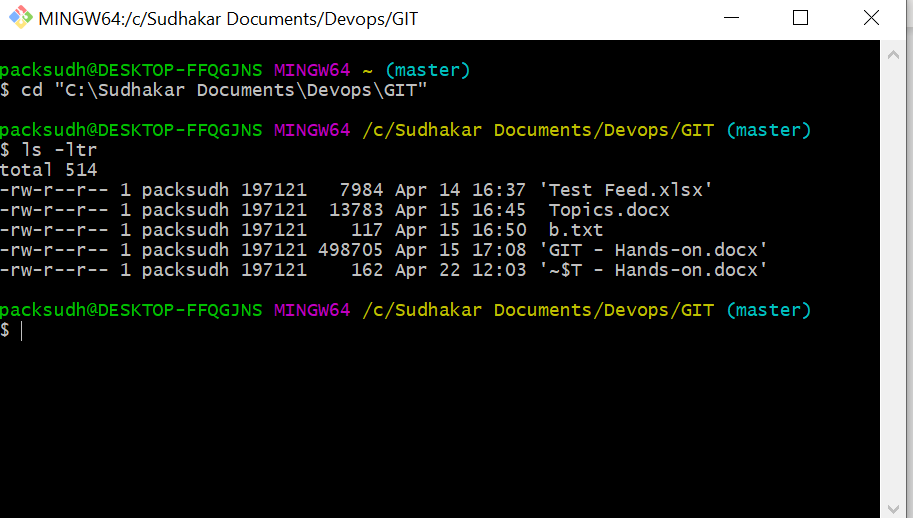 MINGW64:/c/Sudhakar Documents/Devops/GIT
packsudh@DESKTOP-FFQGJNS MINGW64 ~ (master)
$ cd "C:\Sudhakar Documents\Devops\GIT"
packsudh@DESKTOP-FFQGJNS MINGW64 /c/Sudhakar Documents/Devops/GIT (master)
$ ls -ltr
total 514
-rw-r--r-- 1 packsudh 197121   7984 Apr 14 16:37 'Test Feed.xlsx'
-rw-r--r-- 1 packsudh 197121  13783 Apr 15 16:45  Topics.docx
-rw-r--r-- 1 packsudh 197121    117 Apr 15 16:50  b.txt
-rw-r--r-- 1 packsudh 197121 498705 Apr 15 17:08 'GIT - Hands-on.docx'
-rw-r--r-- 1 packsudh 197121    162 Apr 22 12:03 '~$T - Hands-on.docx'
packsudh@DESKTOP-FFQGJNS MINGW64 /c/Sudhakar Documents/Devops/GIT (master)
$